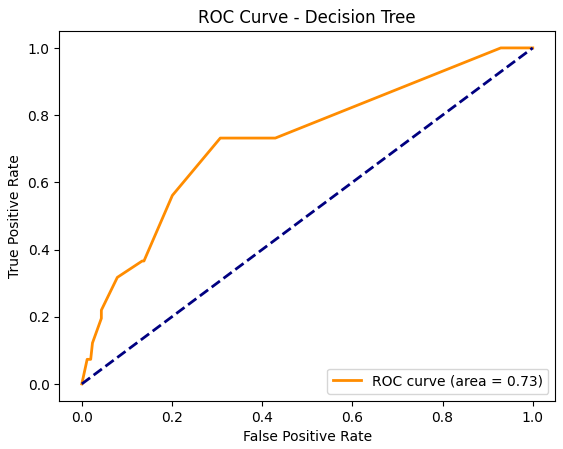 ROC Curve - Decision Tree
True Positive Rate
1.0
0.8
0.6
0.4
0.2
0.0
ROC curve (area = 0.73)
0.0 0.2 0.4 0.6 0.8 1.0
False Positive Rate